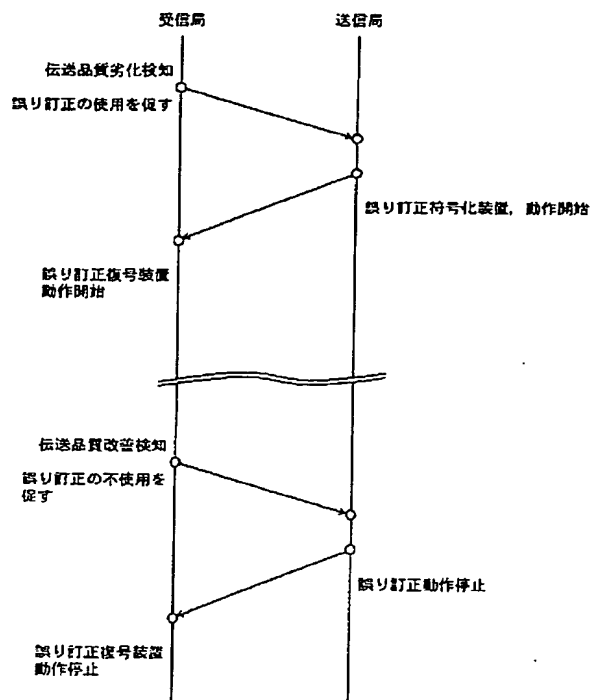 受信局 送信局
伝送品質劣化検知
誤り訂正の使用を促す
誤り訂正符号化装置，動作開始
誤り訂正復号装置
動作開始
伝送品質改善検知
誤り訂正の不使用を
促す
誤り訂正動作停止
誤り訂正復号装置
動作停止